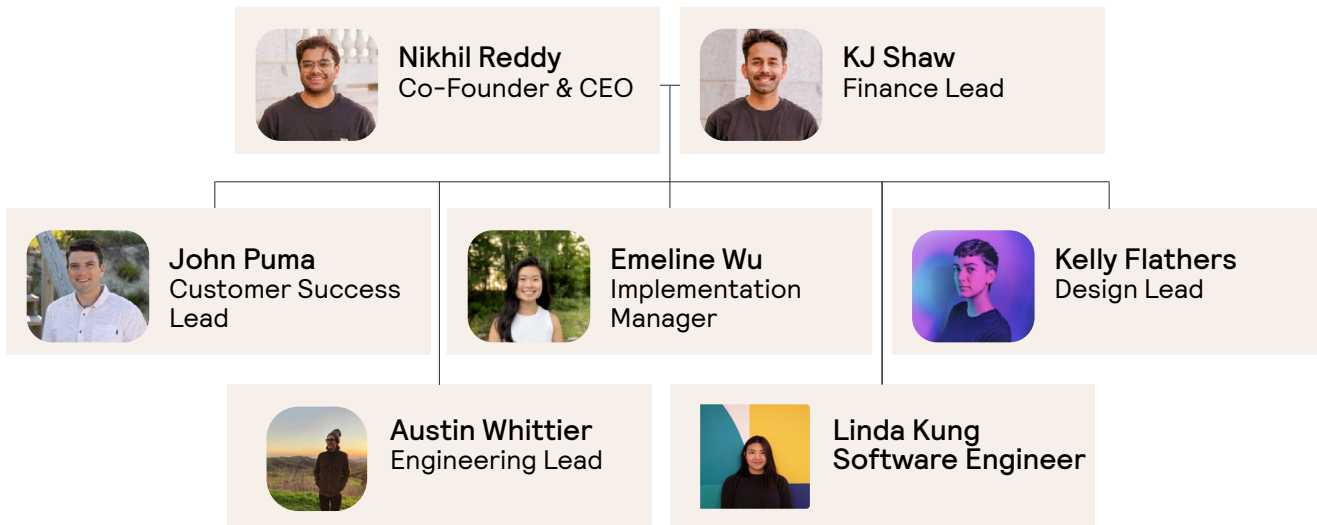 Nikhil Reddy
Co-Founder & CEO
KJ Shaw
Finance Lead
John Puma
Customer Success
Lead
Emeline Wu
Implementation
Manager
Kelly Flathers
Design Lead
Austin Whittier
Engineering Lead
Linda Kung
Software Engineer